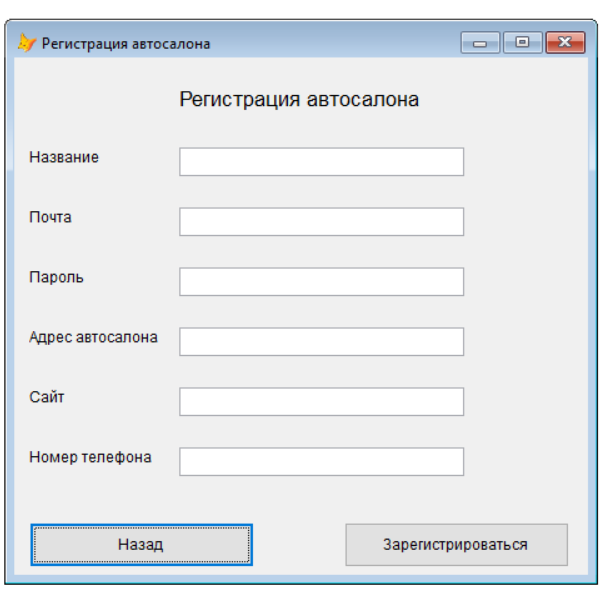 Регистрация автосалона
Регистрация автосалона
Название
Почта
Пароль
Адрес автосалона
Сайт
Номер телефона
Назад Зарегистрироваться